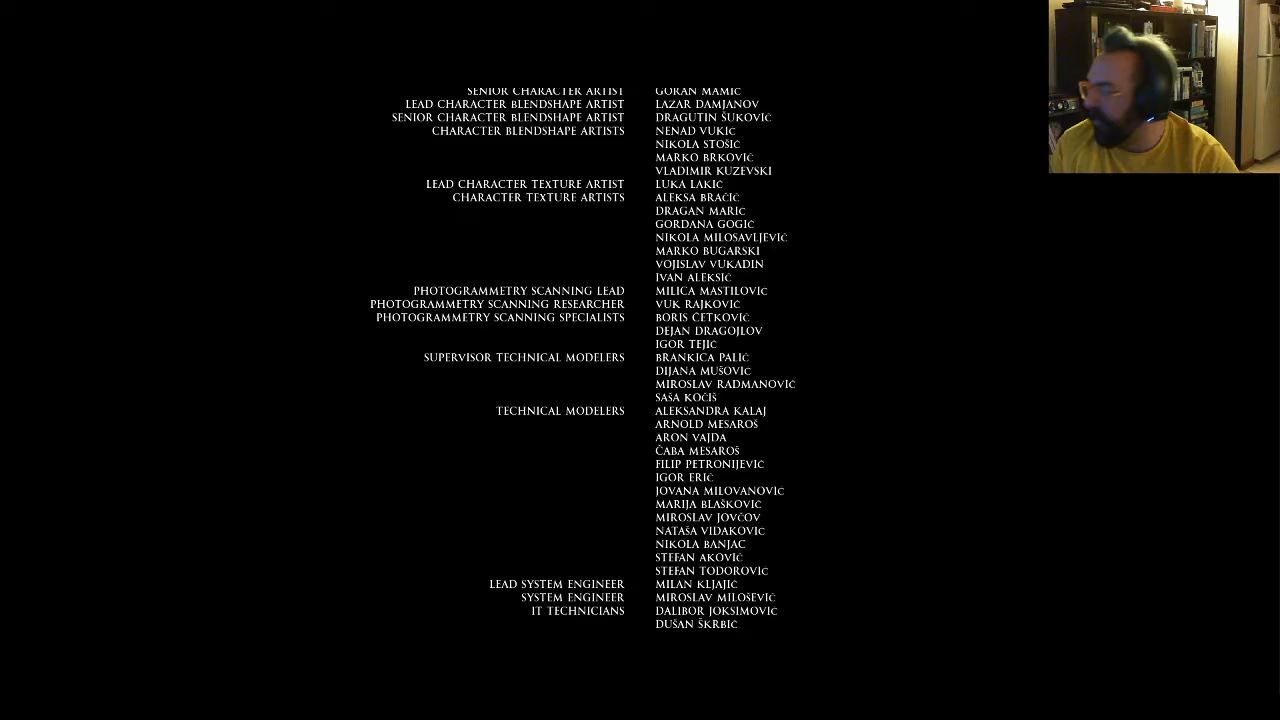 SENIOR CHARACTER ARTIST GORAN MAMIĆ
LEAD CHARACTER BLENDSHAPE ARTIST LAZAR DAMJANOV
SENIOR CHARACTER BLENDSHAPE ARTIST DRAGUTIN ŠUKOVIĆ
CHARACTER BLENDSHAPE ARTISTS NENAD VUKIĆ
NIKOLA STOŠIĆ
MARKO BRKOVIĆ
VLADIMIR KUZEVSKI
LEAD CHARACTER TEXTURE ARTIST LUKA LAKIĆ
CHARACTER TEXTURE ARTISTS ALEKSA BRAČIĆ
DRAGAN MARIĆ
GORDANA GOGIĆ
NIKOLA MILOSAVLJEVIĆ
MARKO BUGARSKI
VOJISLAV VUKADIN
IVAN ALEKSIĆ
PHOTOGRAMMETRY SCANNING LEAD MILICA MASTILOVIĆ
PHOTOGRAMMETRY SCANNING RESEARCHER VUK RAJKOVIĆ
PHOTOGRAMMETRY SCANNING SPECIALISTS BORIS ĆETKOVIĆ
DEJAN DRAGOJLOV
IGOR TEJIĆ
SUPERVISOR TECHNICAL MODELERS BRANKICA PALIĆ
DIJANA MUŠOVIĆ
MIROSLAV RADMANOVIĆ
SAŠA KOČIŠ
TECHNICAL MODELERS ALEKSANDRA KALAJ
ARNOLD MESAROŠ
ARON VAJDA
ČABA MESAROŠ
FILIP PETRONIJEVIĆ
IGOR ERIĆ
JOVANA MILOVANOVIĆ
MARIJA BLAŠKOVIĆ
MIROSLAV JOVČOV
NATAŠA VIDAKOVIĆ
NIKOLA BANJAC
STEFAN AKOVIĆ
STEFAN TODOROVIĆ
LEAD SYSTEM ENGINEER MILAN KLJAJIĆ
SYSTEM ENGINEER MIROSLAV MILOŠEVIĆ
IT TECHNICIANS DALIBOR JOKSIMOVIĆ
DUŠAN ŠKRBIĆ